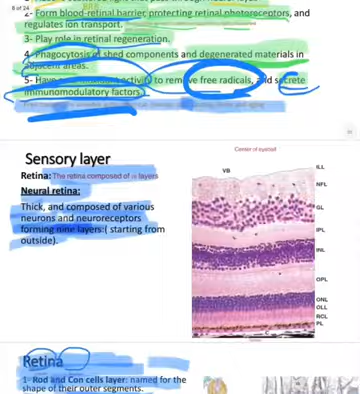 8 of 24
2- Form blood-retinal barrier protecting retinal photoreceptors, and
regulates ion transport.
3- Play role in retinal regeneration.
4- Phagocytosis of shed components and degenerated materials in
adjacent areas.
5- activity to remove free radicals, and secrete
immunomodulatory factors.
Sensory layer
Retina: The retina composed of 10 layers
Neural retina:
Thick, and composed of various
neurons and neuroreceptors
forming nine layers:( starting from
outside).
Center of eyeball
VB
ILL
NFL
GL
IPL
INL
OPL
ONL
OLL
RCL
PL
Retina
1- Rod and Con cells layer: named for the
shape of their outer segments.